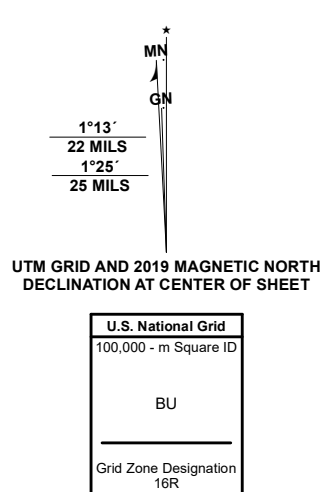 ★
MN
GN
1°13´
22 MILS
1°25´
25 MILS
UTM GRID AND 2019 MAGNETIC NORTH
DECLINATION AT CENTER OF SHEET
U.S. National Grid
100,000 - m Square ID
BU
Grid Zone Designation
16R